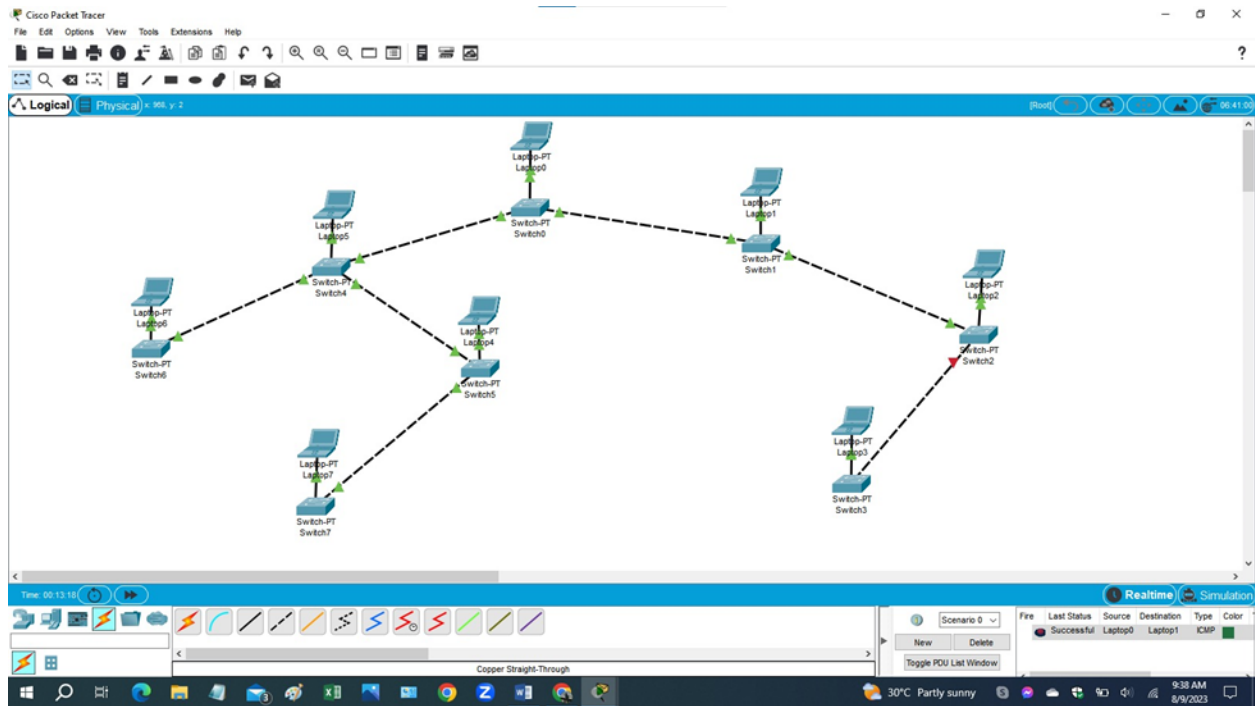 Cisco Packet Tracer
File Edit Options View Tools Extensions Help
?
Logical Physical x: 968, y: 2
[Root] 06:41:00
Laptop-PT
Laptop0
Switch-PT
Switch0
Laptop-PT
Laptop1
Switch-PT
Switch1
Laptop-PT
Laptop5
Switch-PT
Switch4
Laptop-PT
Laptop2
Switch-PT
Switch2
Laptop-PT
Laptop6
Switch-PT
Switch6
Laptop-PT
Laptop4
Switch-PT
Switch5
Laptop-PT
Laptop3
Switch-PT
Switch3
Laptop-PT
Laptop7
Switch-PT
Switch7
Time: 00:13:18
Realtime Simulation
Scenario 0
New Delete
Toggle PDU List Window
Fire Last Status Source Destination Type Color
Successful Laptop0 Laptop1 ICMP
Copper Straight-Through
30°C Partly sunny
9:38 AM
8/9/2023